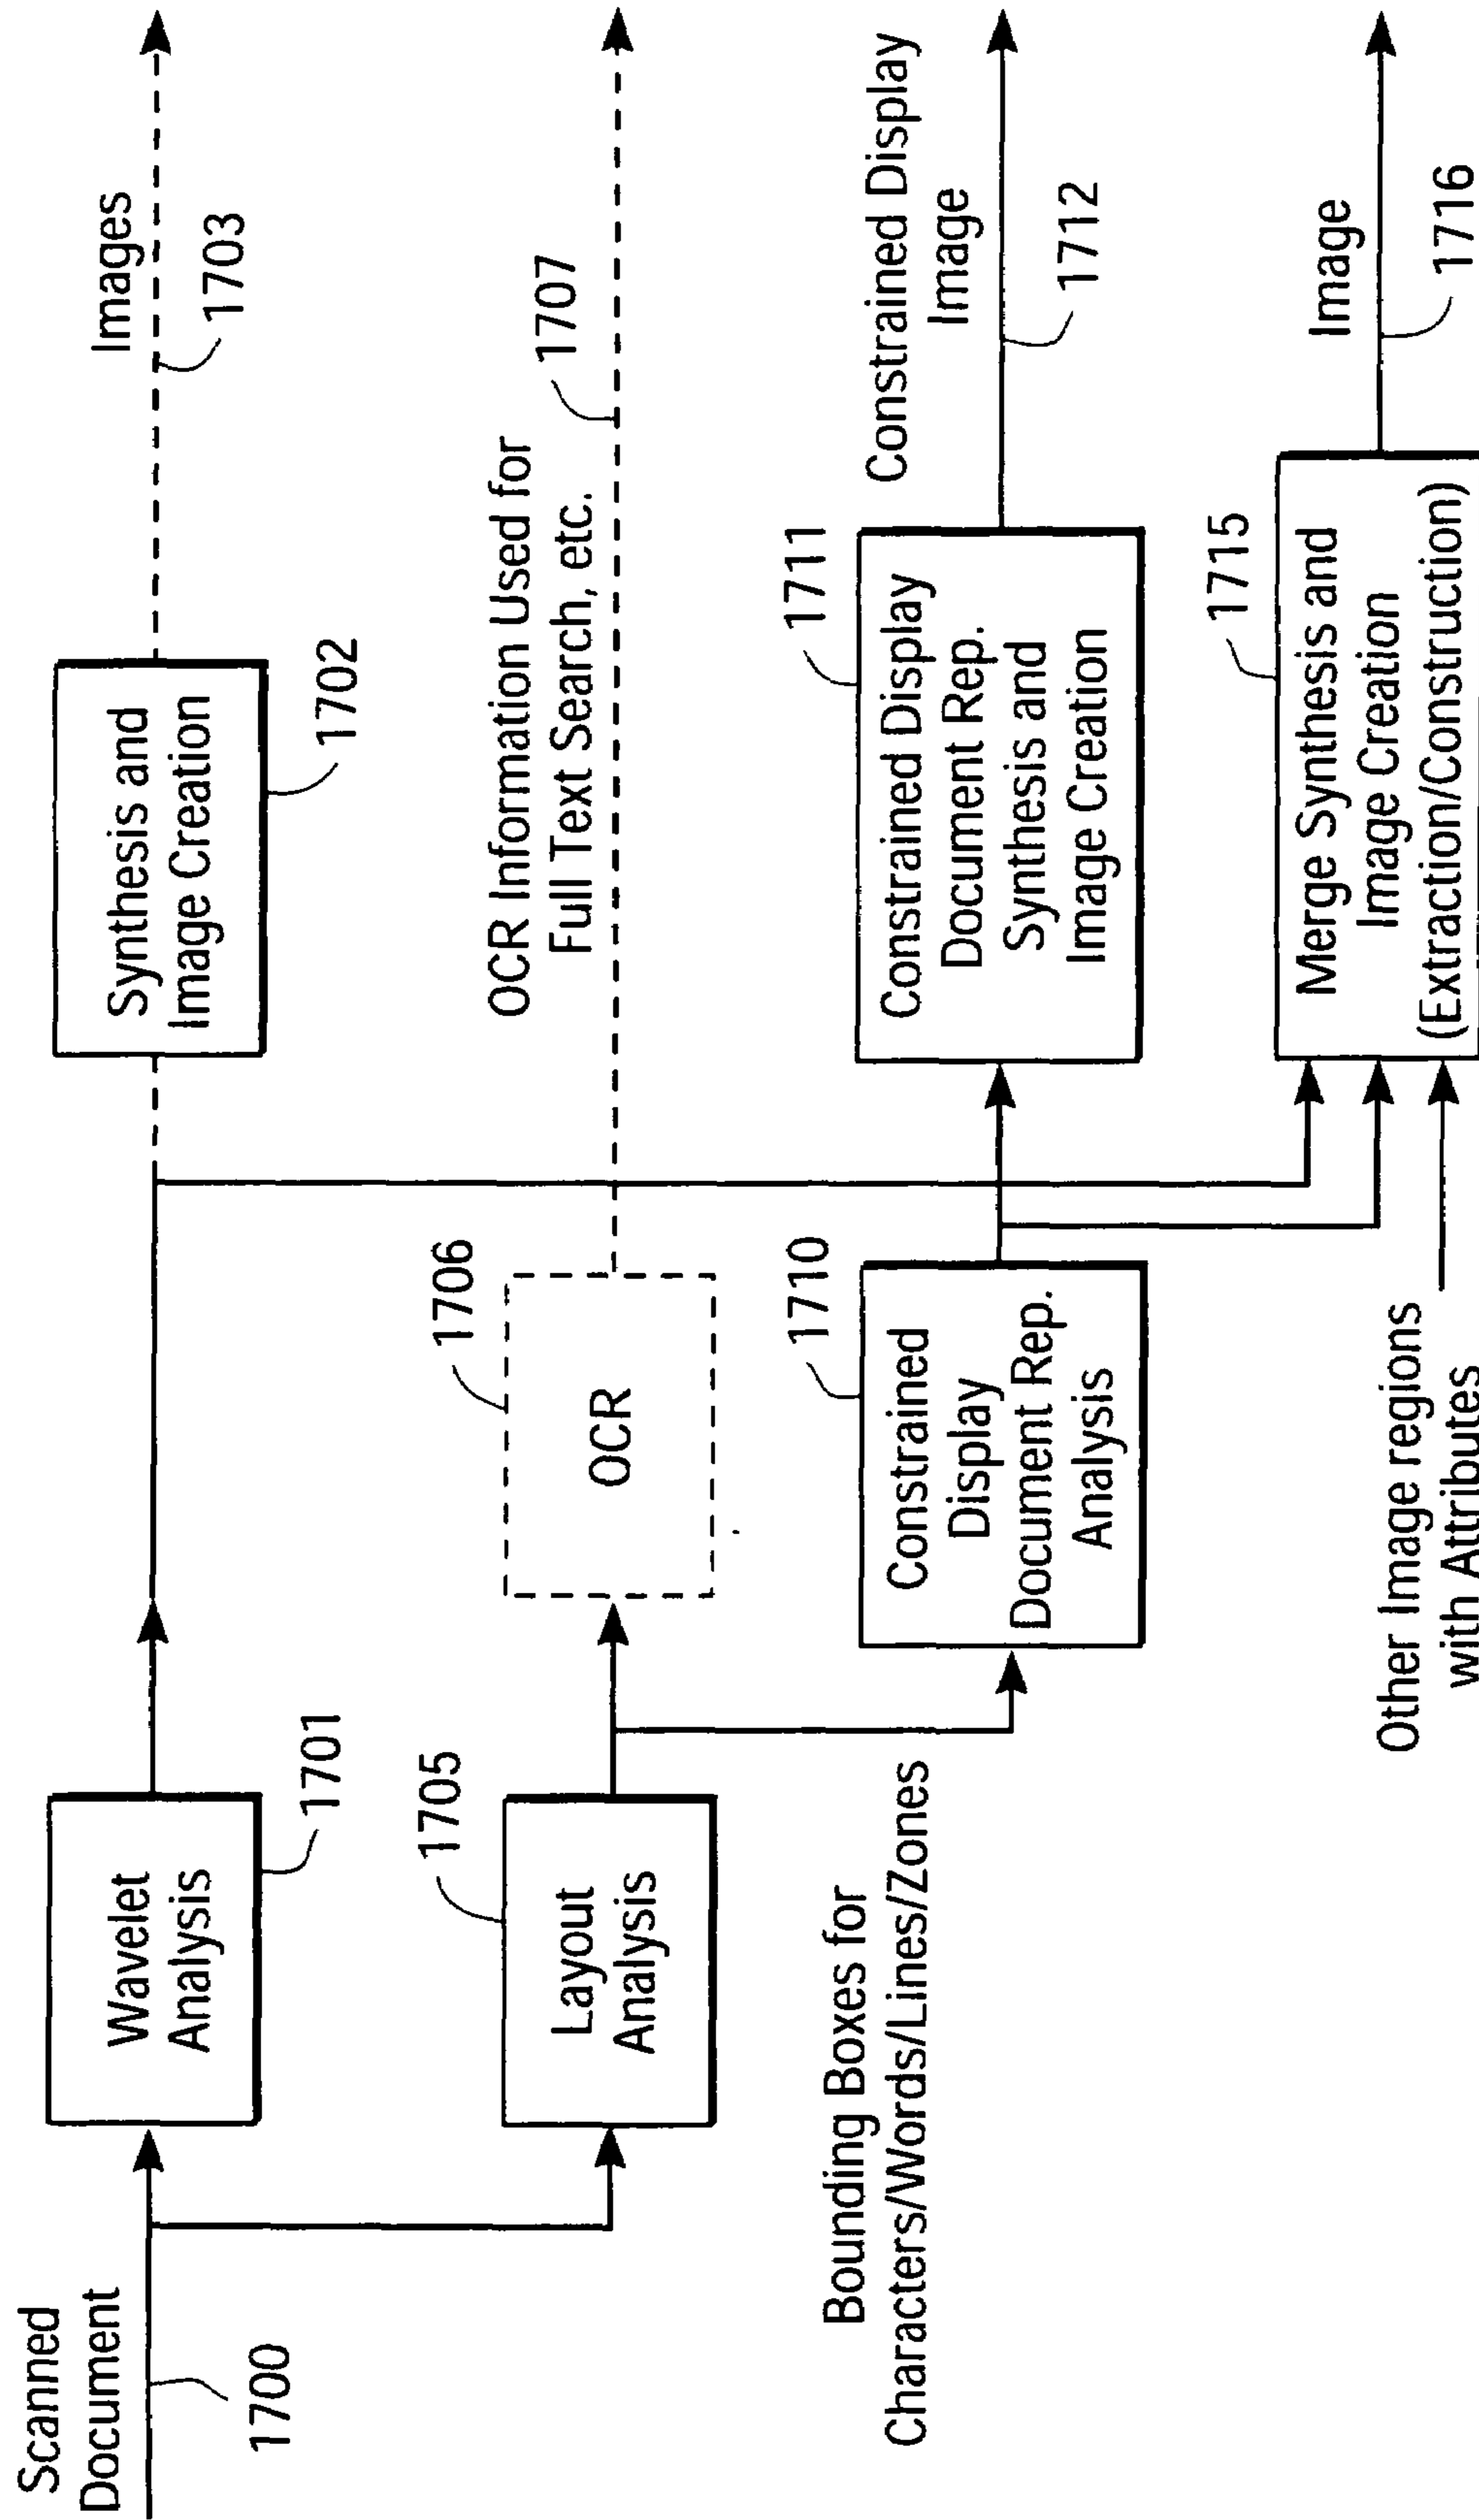 Scanned
Document
1700
Wavelet
Analysis
1701
Synthesis and
Image Creation
1702
Images
1703
Layout
Analysis
1705
OCR
1706
OCR Information Used for
Full Text Search, etc.
1707
Bounding Boxes for
Characters/Words/Lines/Zones
Constrained
Display
Document Rep.
Analysis
1710
Constrained Display
Document Rep.
Synthesis and
Image Creation
1711
Constrained Display
Image
1712
Other Image regions
with Attributes
Merge Synthesis and
Image Creation
(Extraction/Construction)
1715
Image
1716